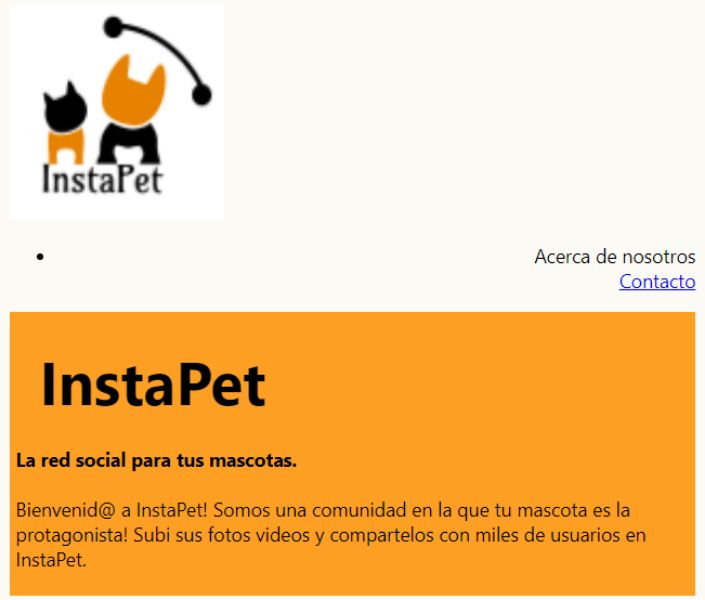 InstaPet
Acerca de nosotros
Contacto
InstaPet
La red social para tus mascotas.
Bienvenid@ a InstaPet! Somos una comunidad en la que tu mascota es la
protagonista! Subi sus fotos videos y compartelos con miles de usuarios en
InstaPet.